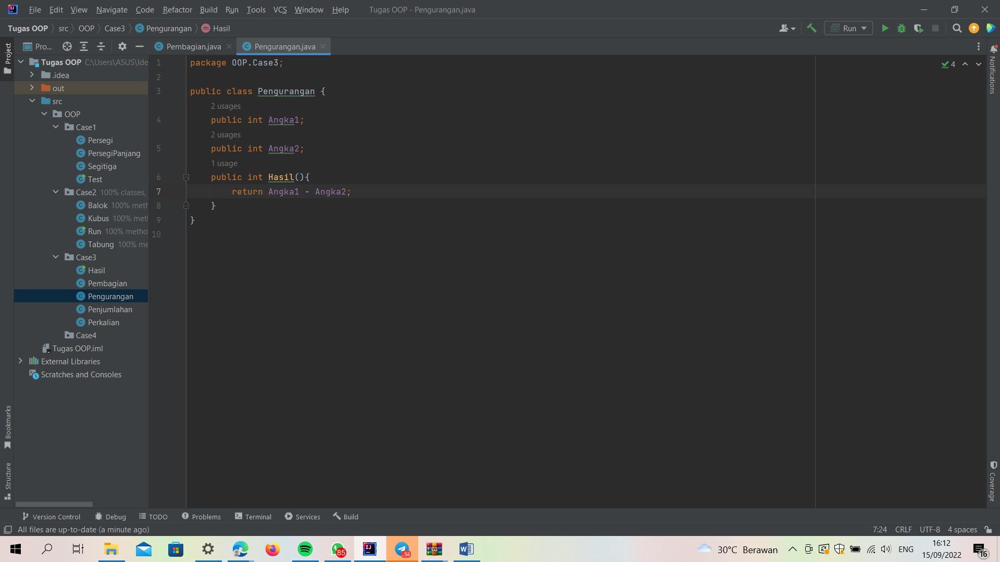 File Edit View Navigate Code Refactor Build Run Tools VCS Window Help Tugas OOP - Pengurangan.java
Tugas OOP src OOP Case3 Pengurangan Hasil Run
Project
Pro...
Pembagian.java Pengurangan.java
Tugas OOP C:\Users\ASUS\Ide
.idea
out
src
OOP
Case1
Persegi
PersegiPanjang
Segitiga
Test
Case2 100% classes,
Balok 100% met
Kubus 100% met
Run 100% metho
Tabung 100% me
Case3
Hasil
Pembagian
Pengurangan
Penjumlahan
Perkalian
Case4
Tugas OOP.iml
External Libraries
Scratches and Consoles
1 package OOP.Case3;
2
3 public class Pengurangan {
2 usages
4 public int Angka1;
2 usages
5 public int Angka2;
1 usage
6 public int Hasil(){
7 return Angka1 - Angka2;
8 }
9 }
10
4
Notifications
Coverage
Bookmarks
Structure
Version Control Debug TODO Problems Terminal Services Build
All files are up-to-date (a minute ago) 7:24 CRLF UTF-8 4 spaces
85 ..56 30°C Berawan ENG 16:12
15/09/2022 16